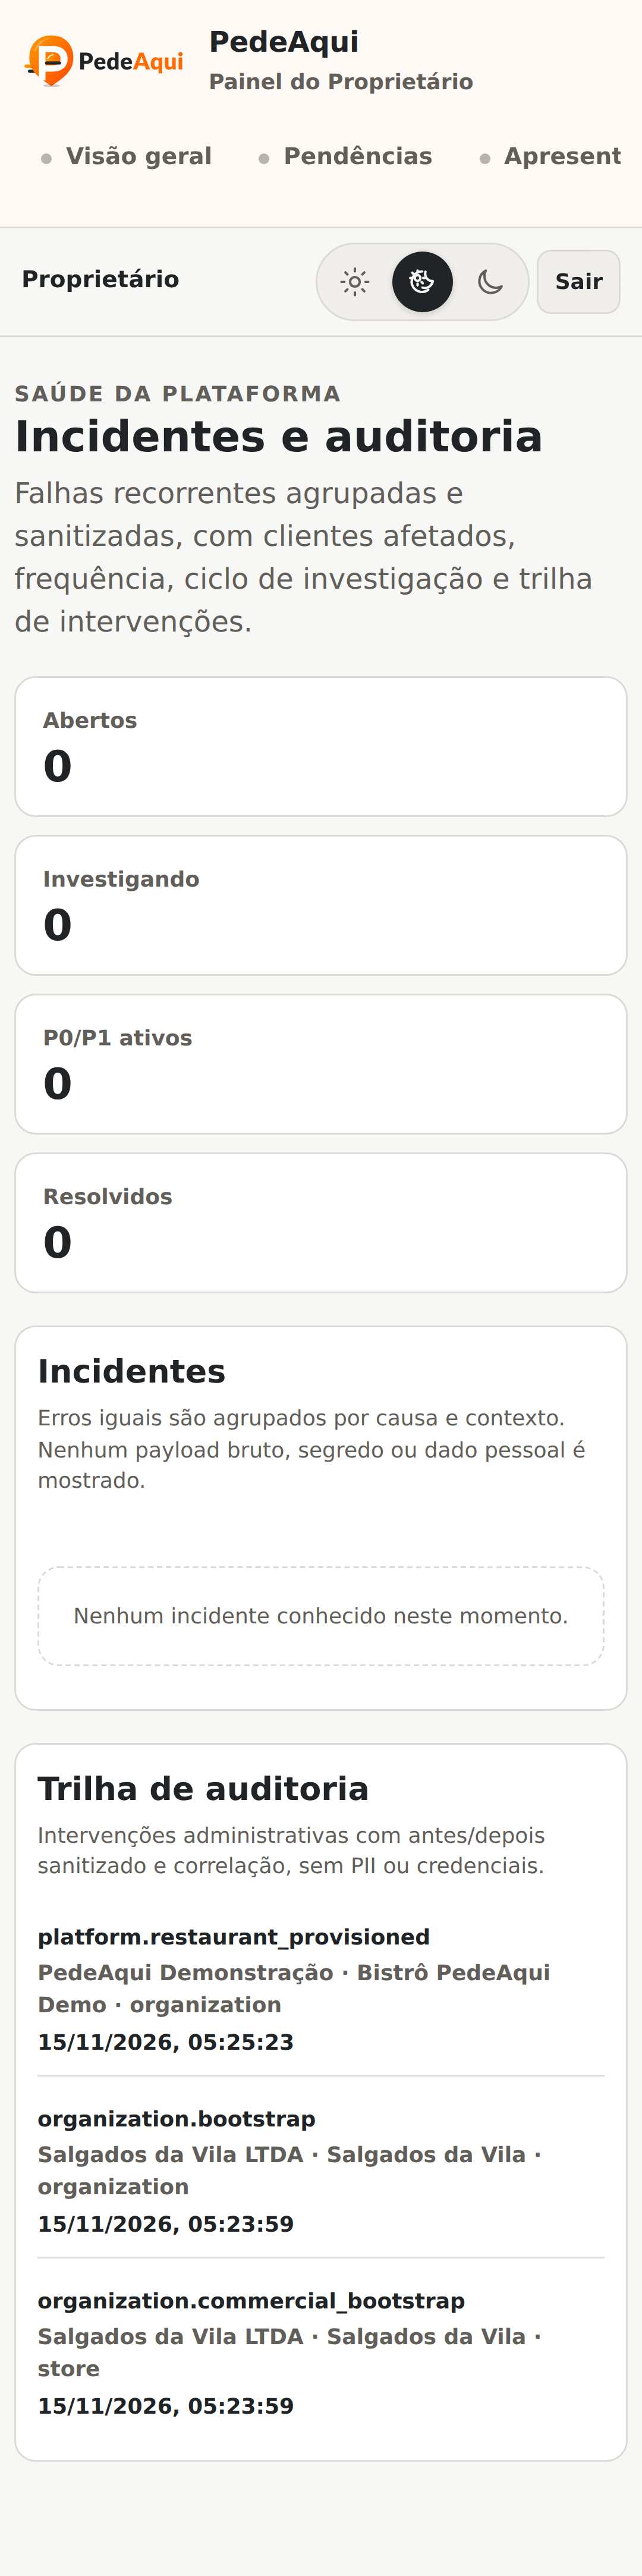 PedeAqui
PedeAqui
Painel do Proprietário
Visão geral
Pendências
Apresent
Proprietário
Sair
SAÚDE DA PLATAFORMA
Incidentes e auditoria
Falhas recorrentes agrupadas e
sanitizadas, com clientes afetados,
frequência, ciclo de investigação e trilha
de intervenções.
Abertos
0
Investigando
0
P0/P1 ativos
0
Resolvidos
0
Incidentes
Erros iguais são agrupados por causa e contexto.
Nenhum payload bruto, segredo ou dado pessoal é
mostrado.
Nenhum incidente conhecido neste momento.
Trilha de auditoria
Intervenções administrativas com antes/depois
sanitizado e correlação, sem PII ou credenciais.
platform.restaurant_provisioned
PedeAqui Demonstração · Bistrô PedeAqui
Demo · organization
15/11/2026, 05:25:23
organization.bootstrap
Salgados da Vila LTDA · Salgados da Vila ·
organization
15/11/2026, 05:23:59
organization.commercial_bootstrap
Salgados da Vila LTDA · Salgados da Vila ·
store
15/11/2026, 05:23:59